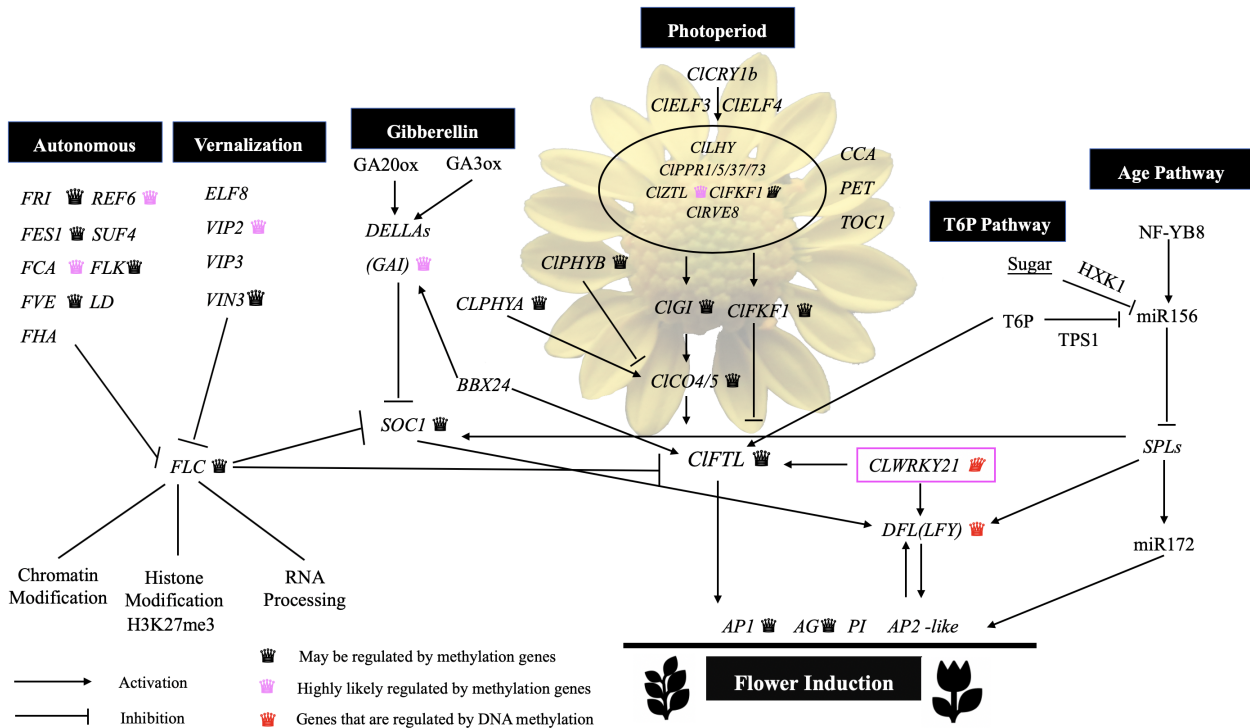 Photoperiod
ClCRY1b
ClELF3 ClELF4
Autonomous
Vernalization
Gibberellin
ClLHY
ClPPR1/5/37/73
ClZTL ClFKF1
ClRVE8
CCA
PET
TOC1
Age Pathway
GA20ox GA3ox
FRI REF6
FES1 SUF4
FCA FLK
FVE LD
FHA
ELF8
VIP2
VIP3
VIN3
DELLAs
(GAI)
ClPHYB
CLPHYA
ClGI ClFKF1
T6P Pathway
NF-YB8
Sugar
HXK1
miR156
T6P
TPS1
BBX24
ClCO4/5
SOC1
FLC
ClFTL
CLWRKY21
SPLs
DFL(LFY)
miR172
Chromatin
Modification
Histone
Modification
H3K27me3
RNA
Processing
AP1 AG PI AP2 -like
Flower Induction
Activation
Inhibition
May be regulated by methylation genes
Highly likely regulated by methylation genes
Genes that are regulated by DNA methylation